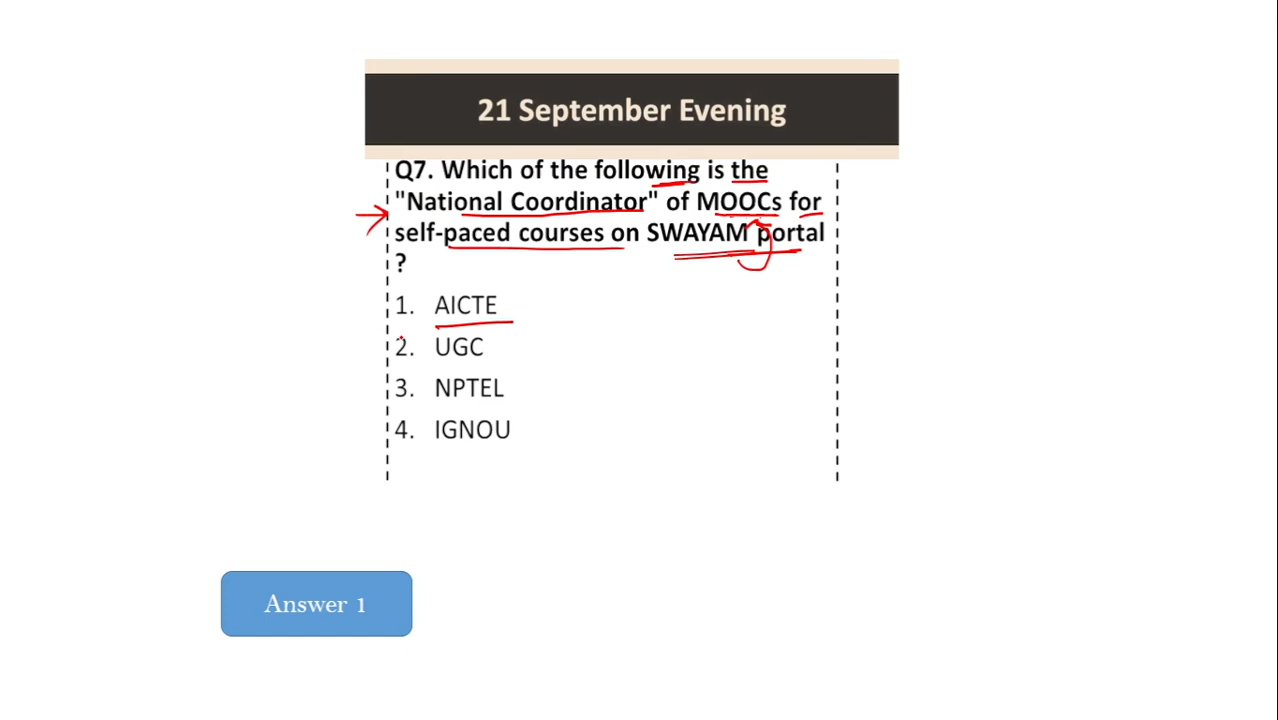 21 September Evening
Q7. Which of the following is the
"National Coordinator" of MOOCs for
self-paced courses on SWAYAM portal
?
1. AICTE
2. UGC
3. NPTEL
4. IGNOU
Answer 1